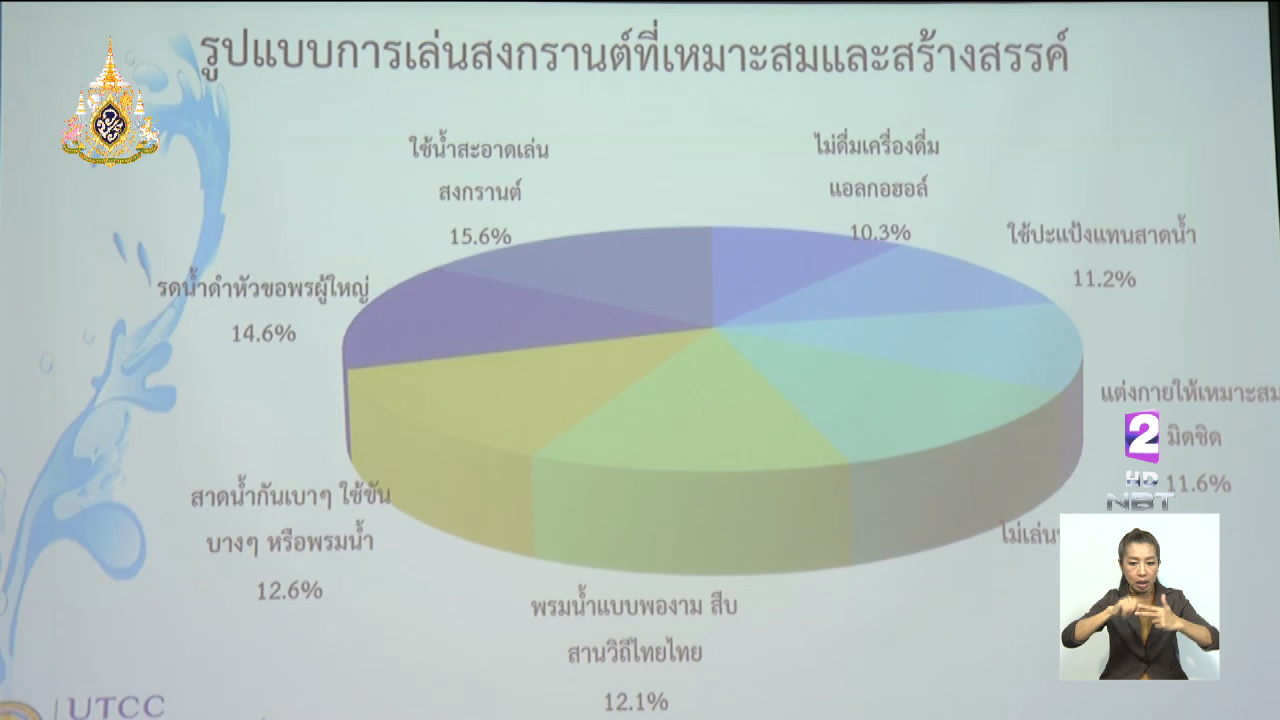 รูปแบบการเล่นสงกรานต์ที่เหมาะสมและสร้างสรรค์
ใช้น้ำสะอาดเล่น
สงกรานต์
15.6%
ไม่ดื่มเครื่องดื่ม
แอลกอฮอล์
10.3%
ใช้ปะแป้งแทนสาดน้ำ
11.2%
รดน้ำดำหัวขอพรผู้ใหญ่
14.6%
แต่งกายให้เหมาะสม
มิดชิด
11.6%
2
HD
NBT
ไม่เล่น
สาดน้ำกันเบาๆ ใช้ขัน
บางๆ หรือพรมน้ำ
12.6%
พรมน้ำแบบพองาม สืบ
สานวิถีไทยไทย
12.1%
UTCC